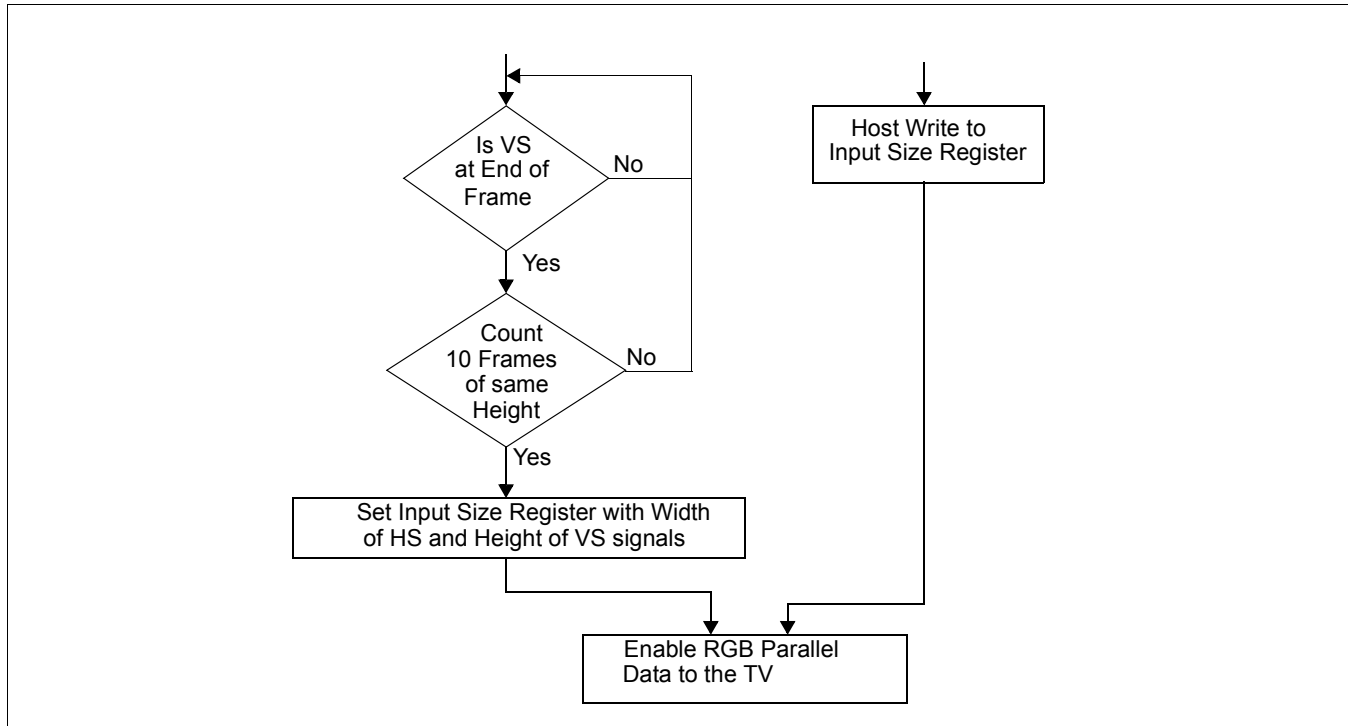 Is VS
at End of
Frame
No
Yes
Count
10 Frames
of same
Height
No
Yes
Set Input Size Register with Width
of HS and Height of VS signals
Host Write to
Input Size Register
Enable RGB Parallel
Data to the TV